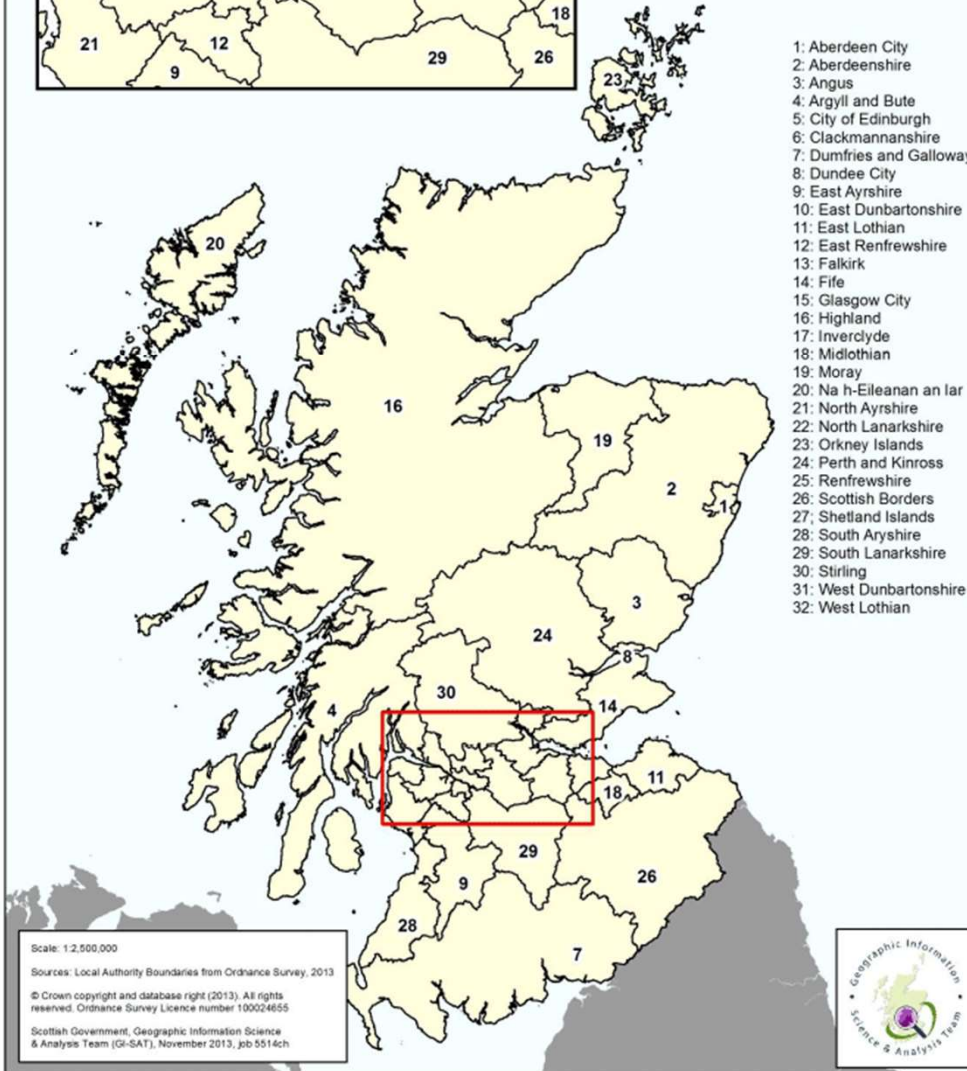 18
21
12
9
29
26
23
20
16
19
2
1
3
24
8
30
14
4
11
18
29
26
9
28
7
1: Aberdeen City
2: Aberdeenshire
3: Angus
4: Argyll and Bute
5: City of Edinburgh
6: Clackmannanshire
7: Dumfries and Galloway
8: Dundee City
9: East Ayrshire
10: East Dunbartonshire
11: East Lothian
12: East Renfrewshire
13: Falkirk
14: Fife
15: Glasgow City
16: Highland
17: Inverclyde
18: Midlothian
19: Moray
20: Na h-Eileanan an Iar
21: North Ayrshire
22: North Lanarkshire
23: Orkney Islands
24: Perth and Kinross
25: Renfrewshire
26: Scottish Borders
27; Shetland Islands
28: South Aryshire
29: South Lanarkshire
30: Stirling
31: West Dunbartonshire
32: West Lothian
Scale: 1:2,500,000
Sources: Local Authority Boundaries from Ordnance Survey, 2013
© Crown copyright and database right (2013). All rights
reserved. Ordnance Survey Licence number 100024655
Scottish Government, Geographic Information Science
& Analysis Team (GI-SAT), November 2013, job 5514ch
Geographic Information
Science & Analysis Team